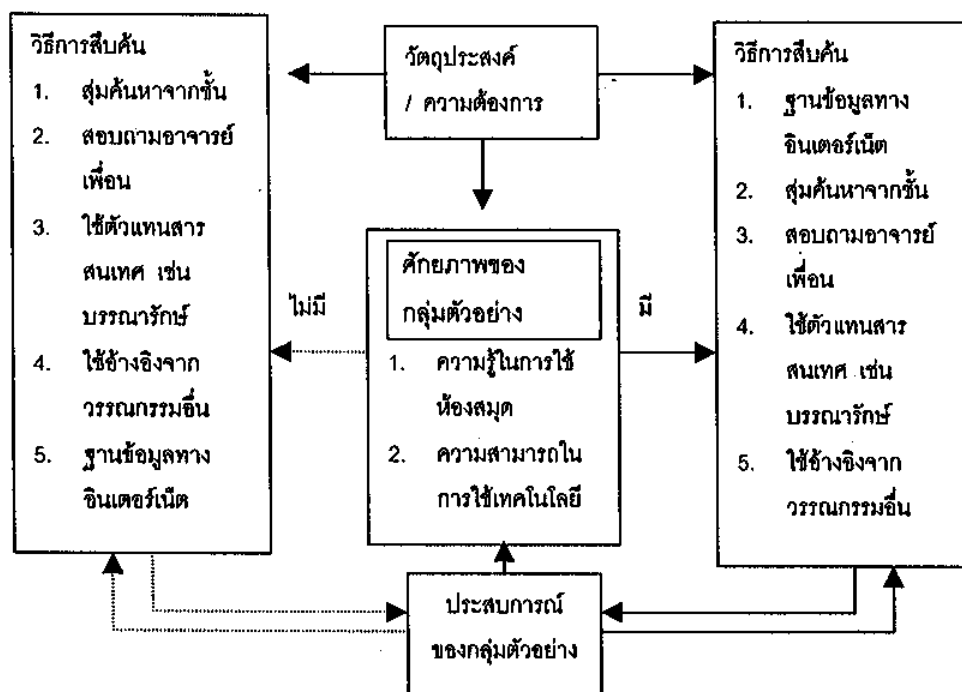 วิธีการสืบค้น
1. สุ่มค้นหาจากชั้น
2. สอบถามอาจารย์
เพื่อน
3. ใช้ตัวแทนสาร
สนเทศ เช่น
บรรณารักษ์
4. ใช้อ้างอิงจาก
วรรณกรรมอื่น
5. ฐานข้อมูลทาง
อินเตอร์เน็ต
วัตถุประสงค์
/ ความต้องการ
ไม่มี
ศักยภาพของ
กลุ่มตัวอย่าง
1. ความรู้ในการใช้
ห้องสมุด
2. ความสามารถใน
การใช้เทคโนโลยี
มี
วิธีการสืบค้น
1. ฐานข้อมูลทาง
อินเตอร์เน็ต
2. สุ่มค้นหาจากชั้น
3. สอบถามอาจารย์
เพื่อน
4. ใช้ตัวแทนสาร
สนเทศ เช่น
บรรณารักษ์
5. ใช้อ้างอิงจาก
วรรณกรรมอื่น
ประสบการณ์
ของกลุ่มตัวอย่าง